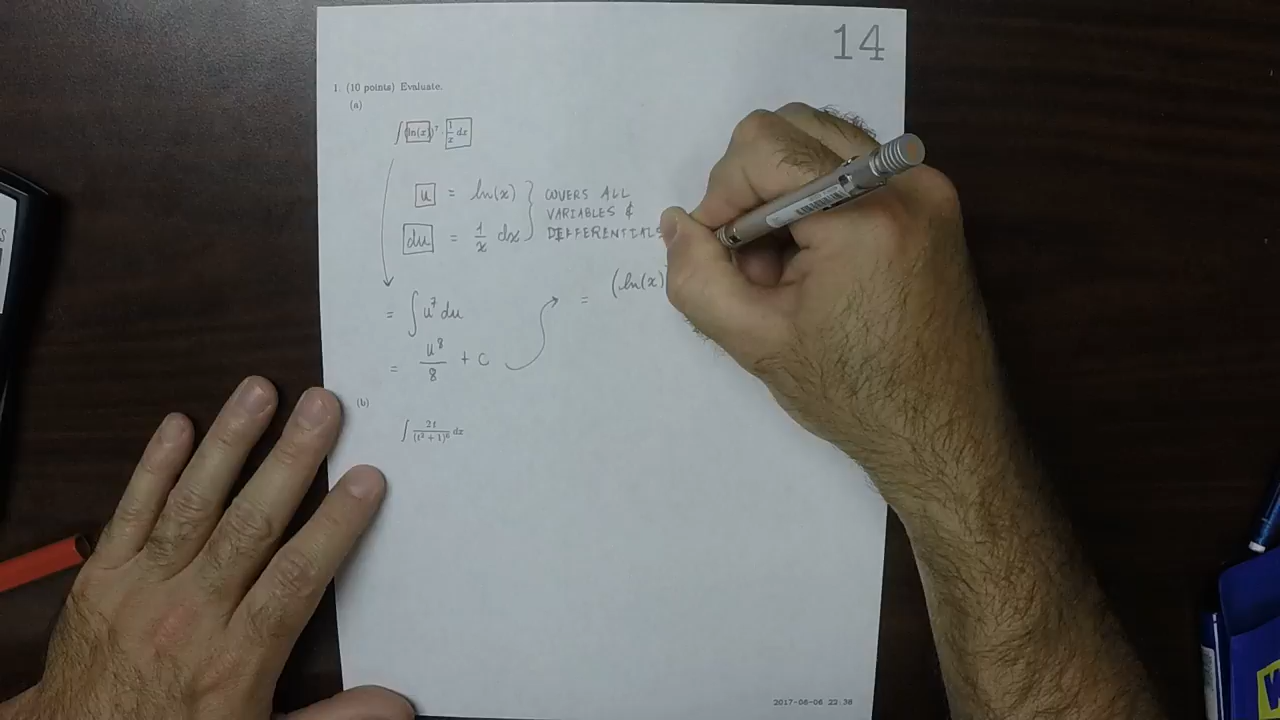 14
1. (10 points) Evaluate.
(a)
∫(ln(x))⁷ · 1/x dx
u = ln(x)
du = 1/x dx
COVERS ALL
VARIABLES &
DIFFERENTIALS
= ∫ u⁷ du
= u⁸/8 + C
= (ln(x)
(b)
∫ 2t/(t² + 1)⁶ dx
2017-06-06 22:38